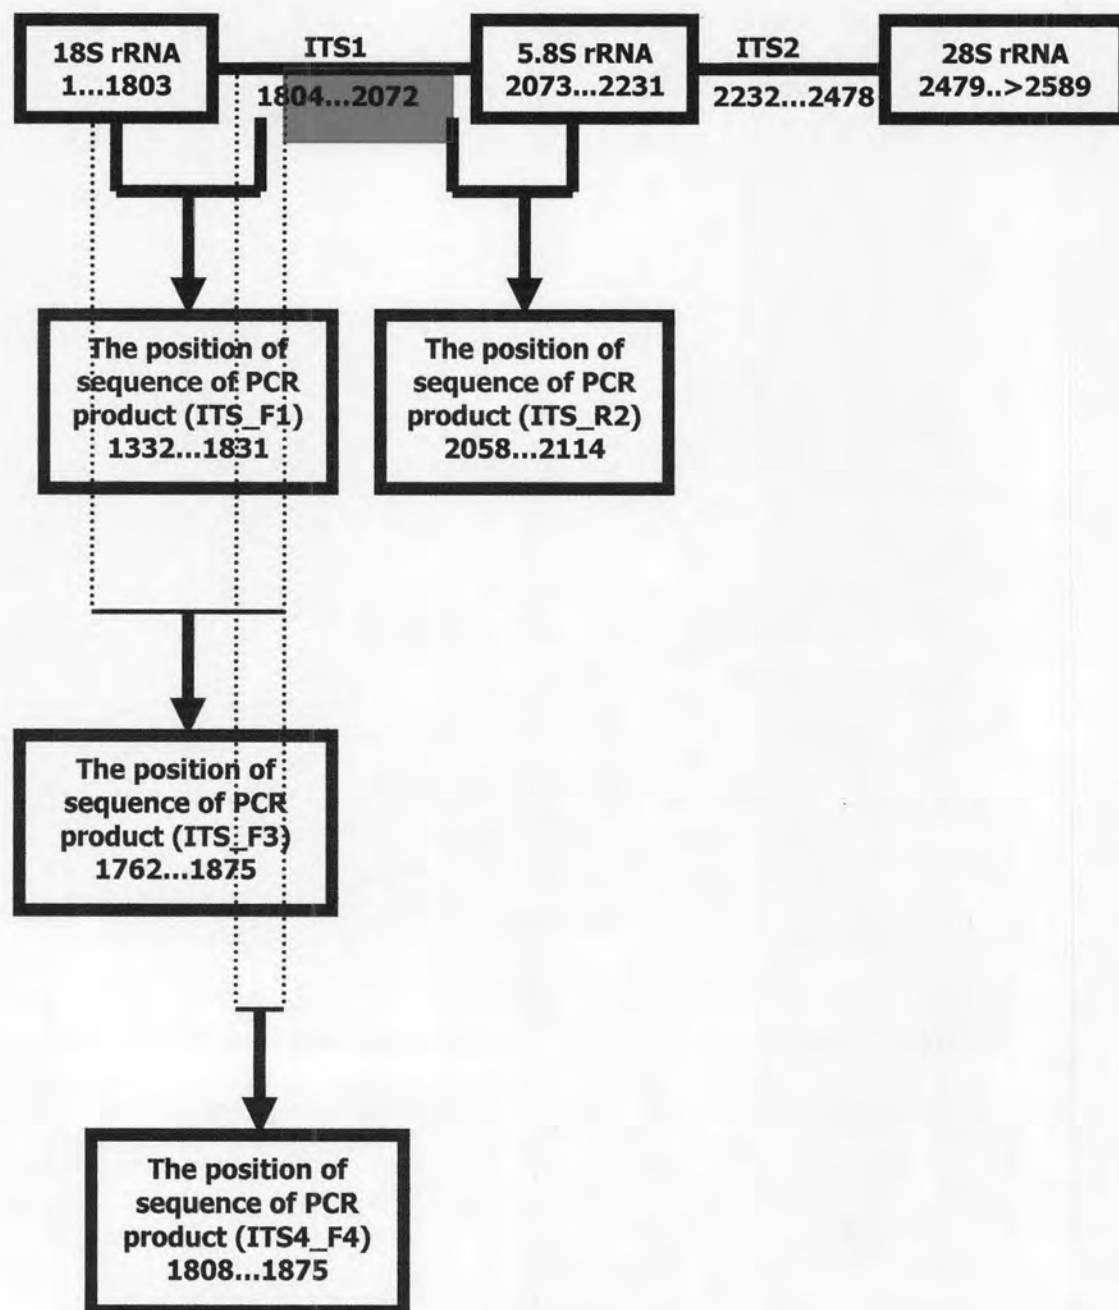 18S rRNA
1...1803
ITS1
1804...2072
5.8S rRNA
2073...2231
ITS2
2232...2478
28S rRNA
2479..>2589
The position of
sequence of PCR
product (ITS_F1)
1332...1831
The position of
sequence of PCR
product (ITS_R2)
2058...2114
The position of
sequence of PCR
product (ITS_F3)
1762...1875
The position of
sequence of PCR
product (ITS4_F4)
1808...1875